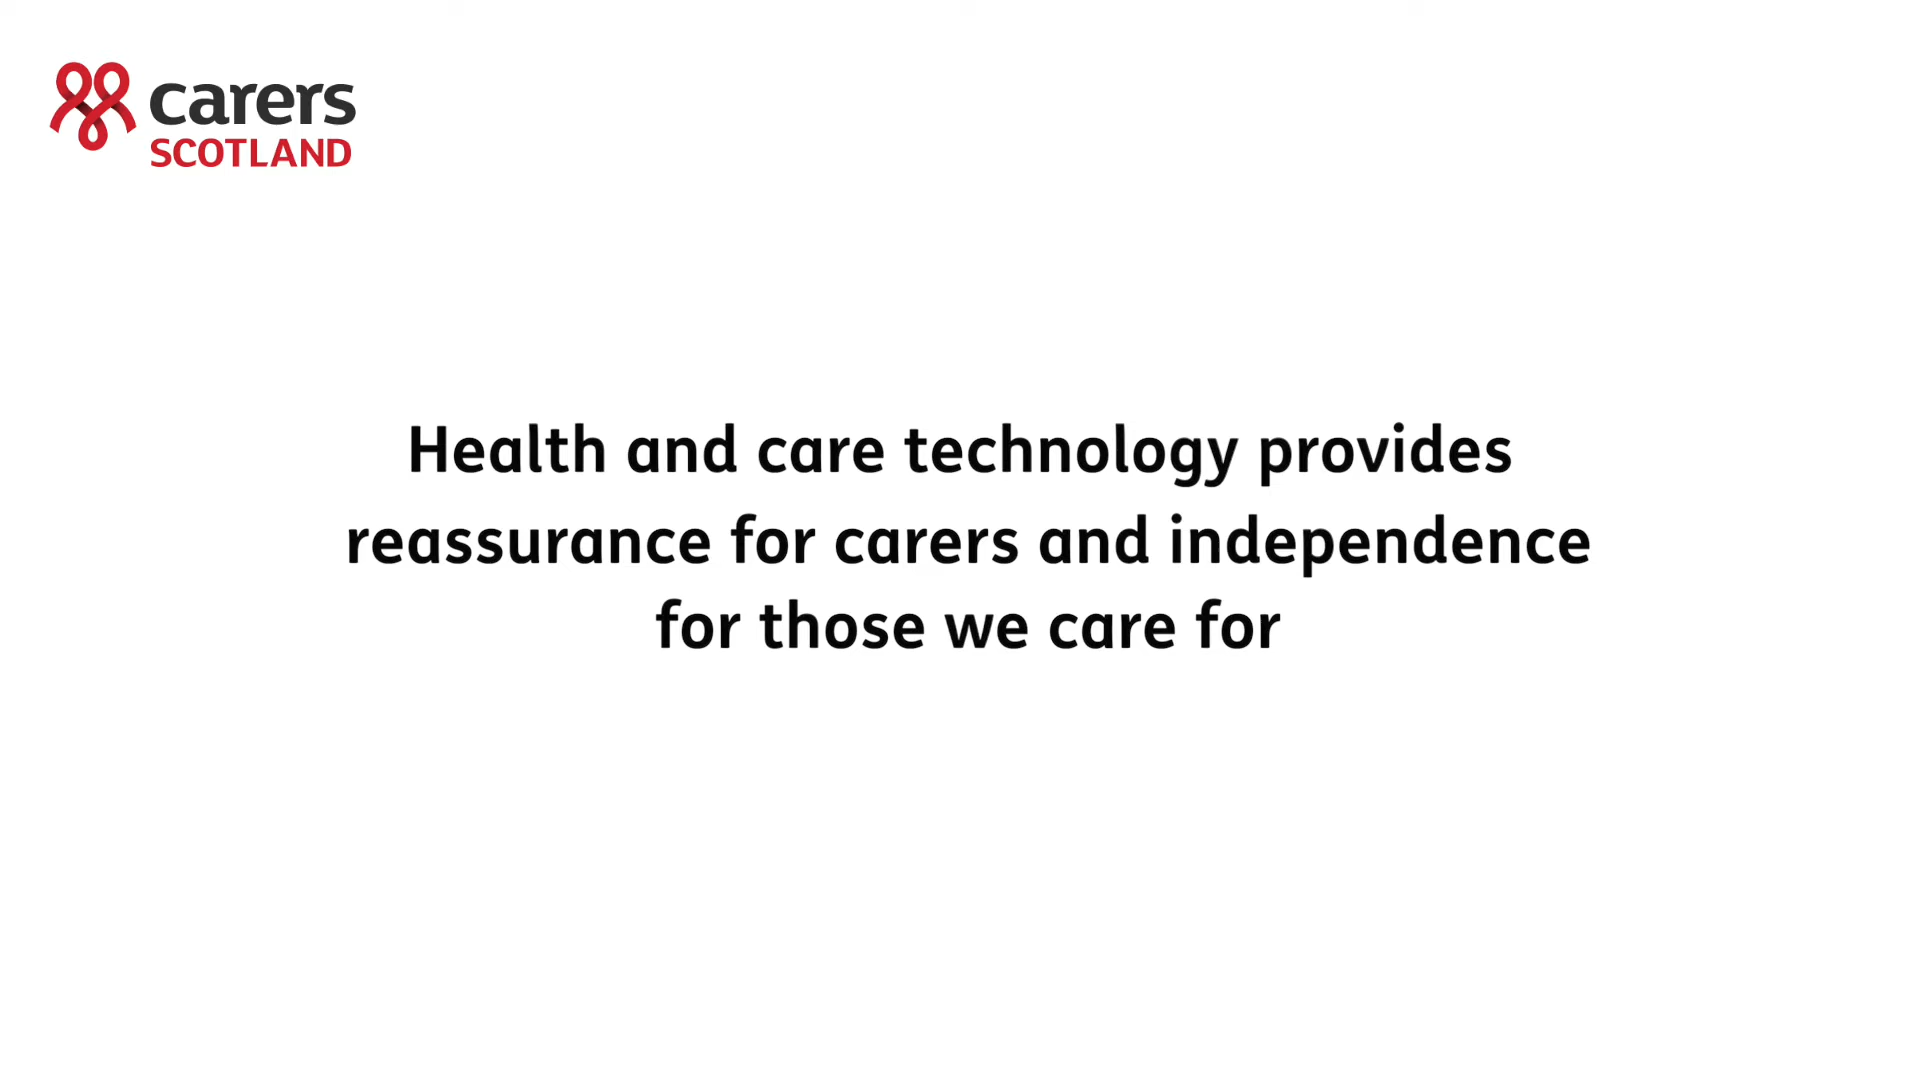 carers
SCOTLAND
Health and care technology provides
reassurance for carers and independence
for those we care for